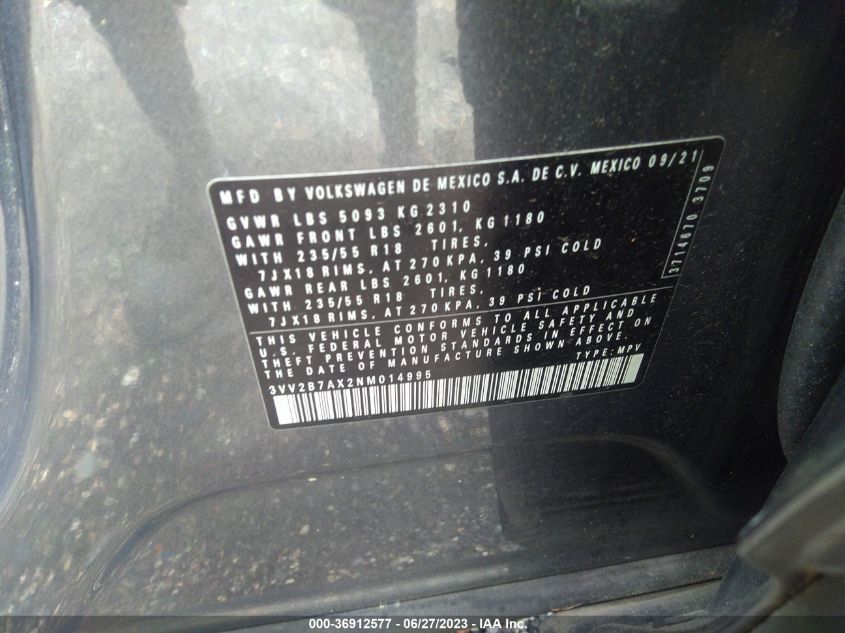 MFD BY VOLKSWAGEN DE MEXICO S.A. DE C.V. MEXICO 09/21
GVWR LBS 5093 KG 2310
GAWR FRONT LBS 2601, KG 1180
WITH 235/55 R18 TIRES,
7JX18 RIMS, AT 270 KPA, 39 PSI COLD
GAWR REAR LBS 2601, KG 1180
WITH 235/55 R18 TIRES,
7JX18 RIMS, AT 270 KPA, 39 PSI COLD
THIS VEHICLE CONFORMS TO ALL APPLICABLE
U.S. FEDERAL MOTOR VEHICLE SAFETY AND
THEFT PREVENTION STANDARDS IN EFFECT ON
THE DATE OF MANUFACTURE SHOWN ABOVE.
3VV2B7AX2NM014995 TYPE: MPV
3714670 3709
000-36912577 - 06/27/2023 - © IAA Inc.